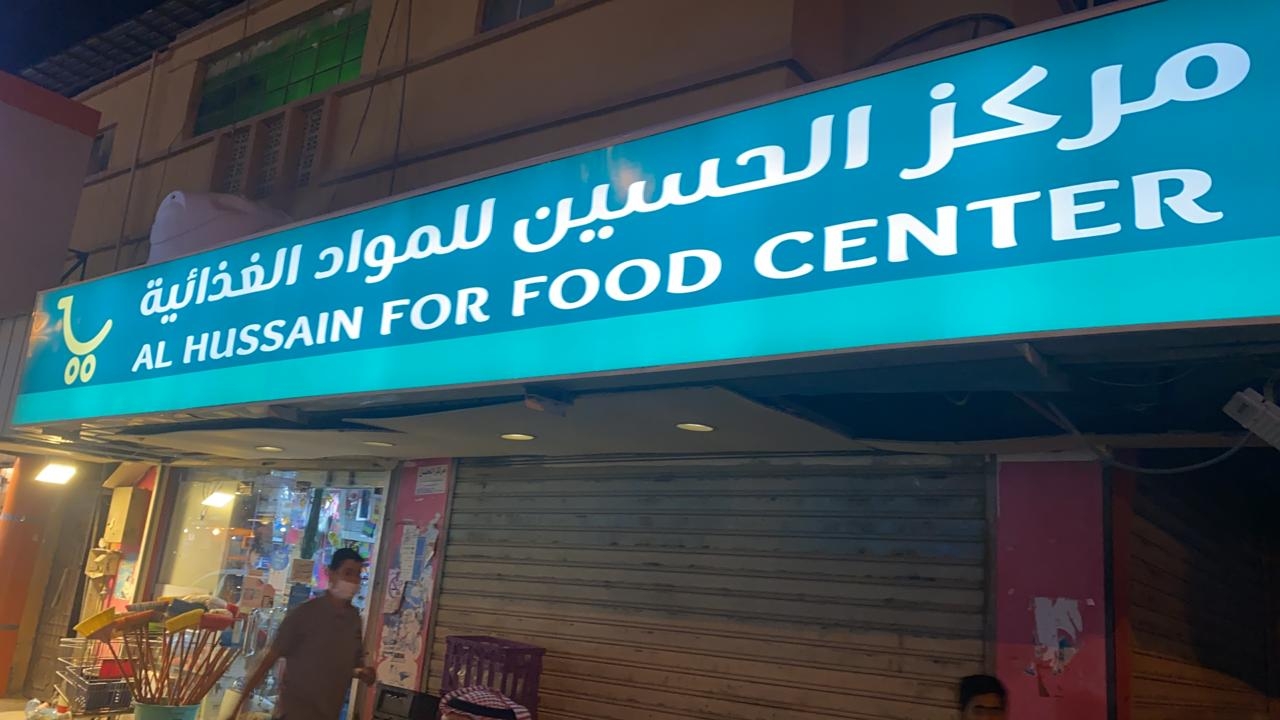 مركز الحسين للمواد الغذائية
AL HUSSAIN FOR FOOD CENTER